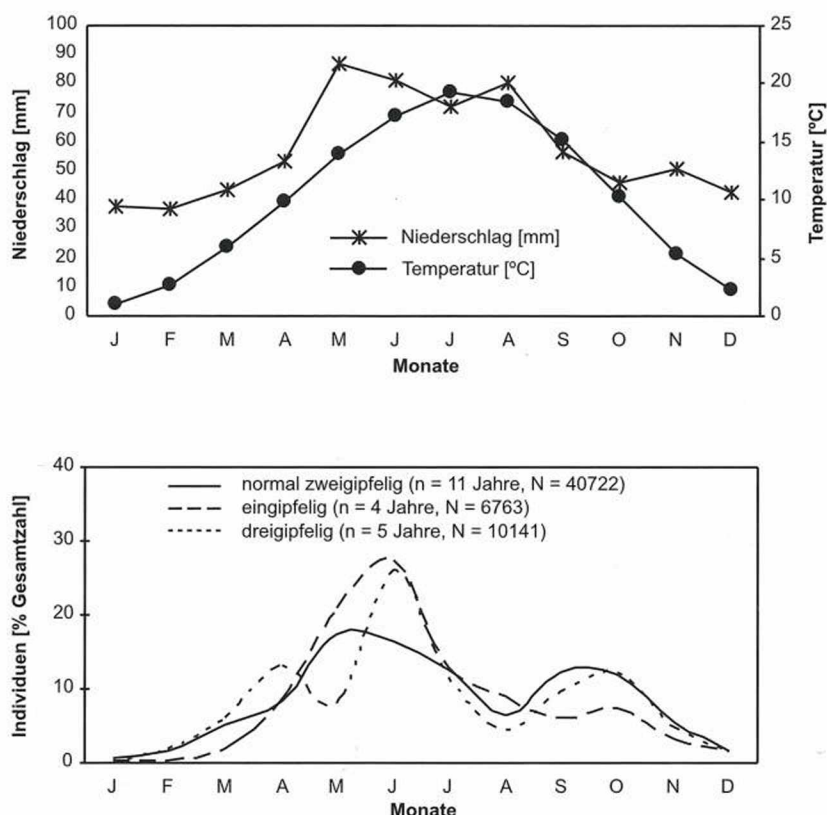 Niederschlag [mm]
100
90
80
70
60
50
40
30
20
10
0
25
20
15
10
5
0
Temperatur [ºC]
Niederschlag [mm]
Temperatur [ºC]
J F M A M J J A S O N D
Monate
Individuen [% Gesamtzahl]
40
30
20
10
0
normal zweigipfelig (n = 11 Jahre, N = 40722)
eingipfelig (n = 4 Jahre, N = 6763)
dreigipfelig (n = 5 Jahre, N = 10141)
J F M A M J J A S O N D
Monate